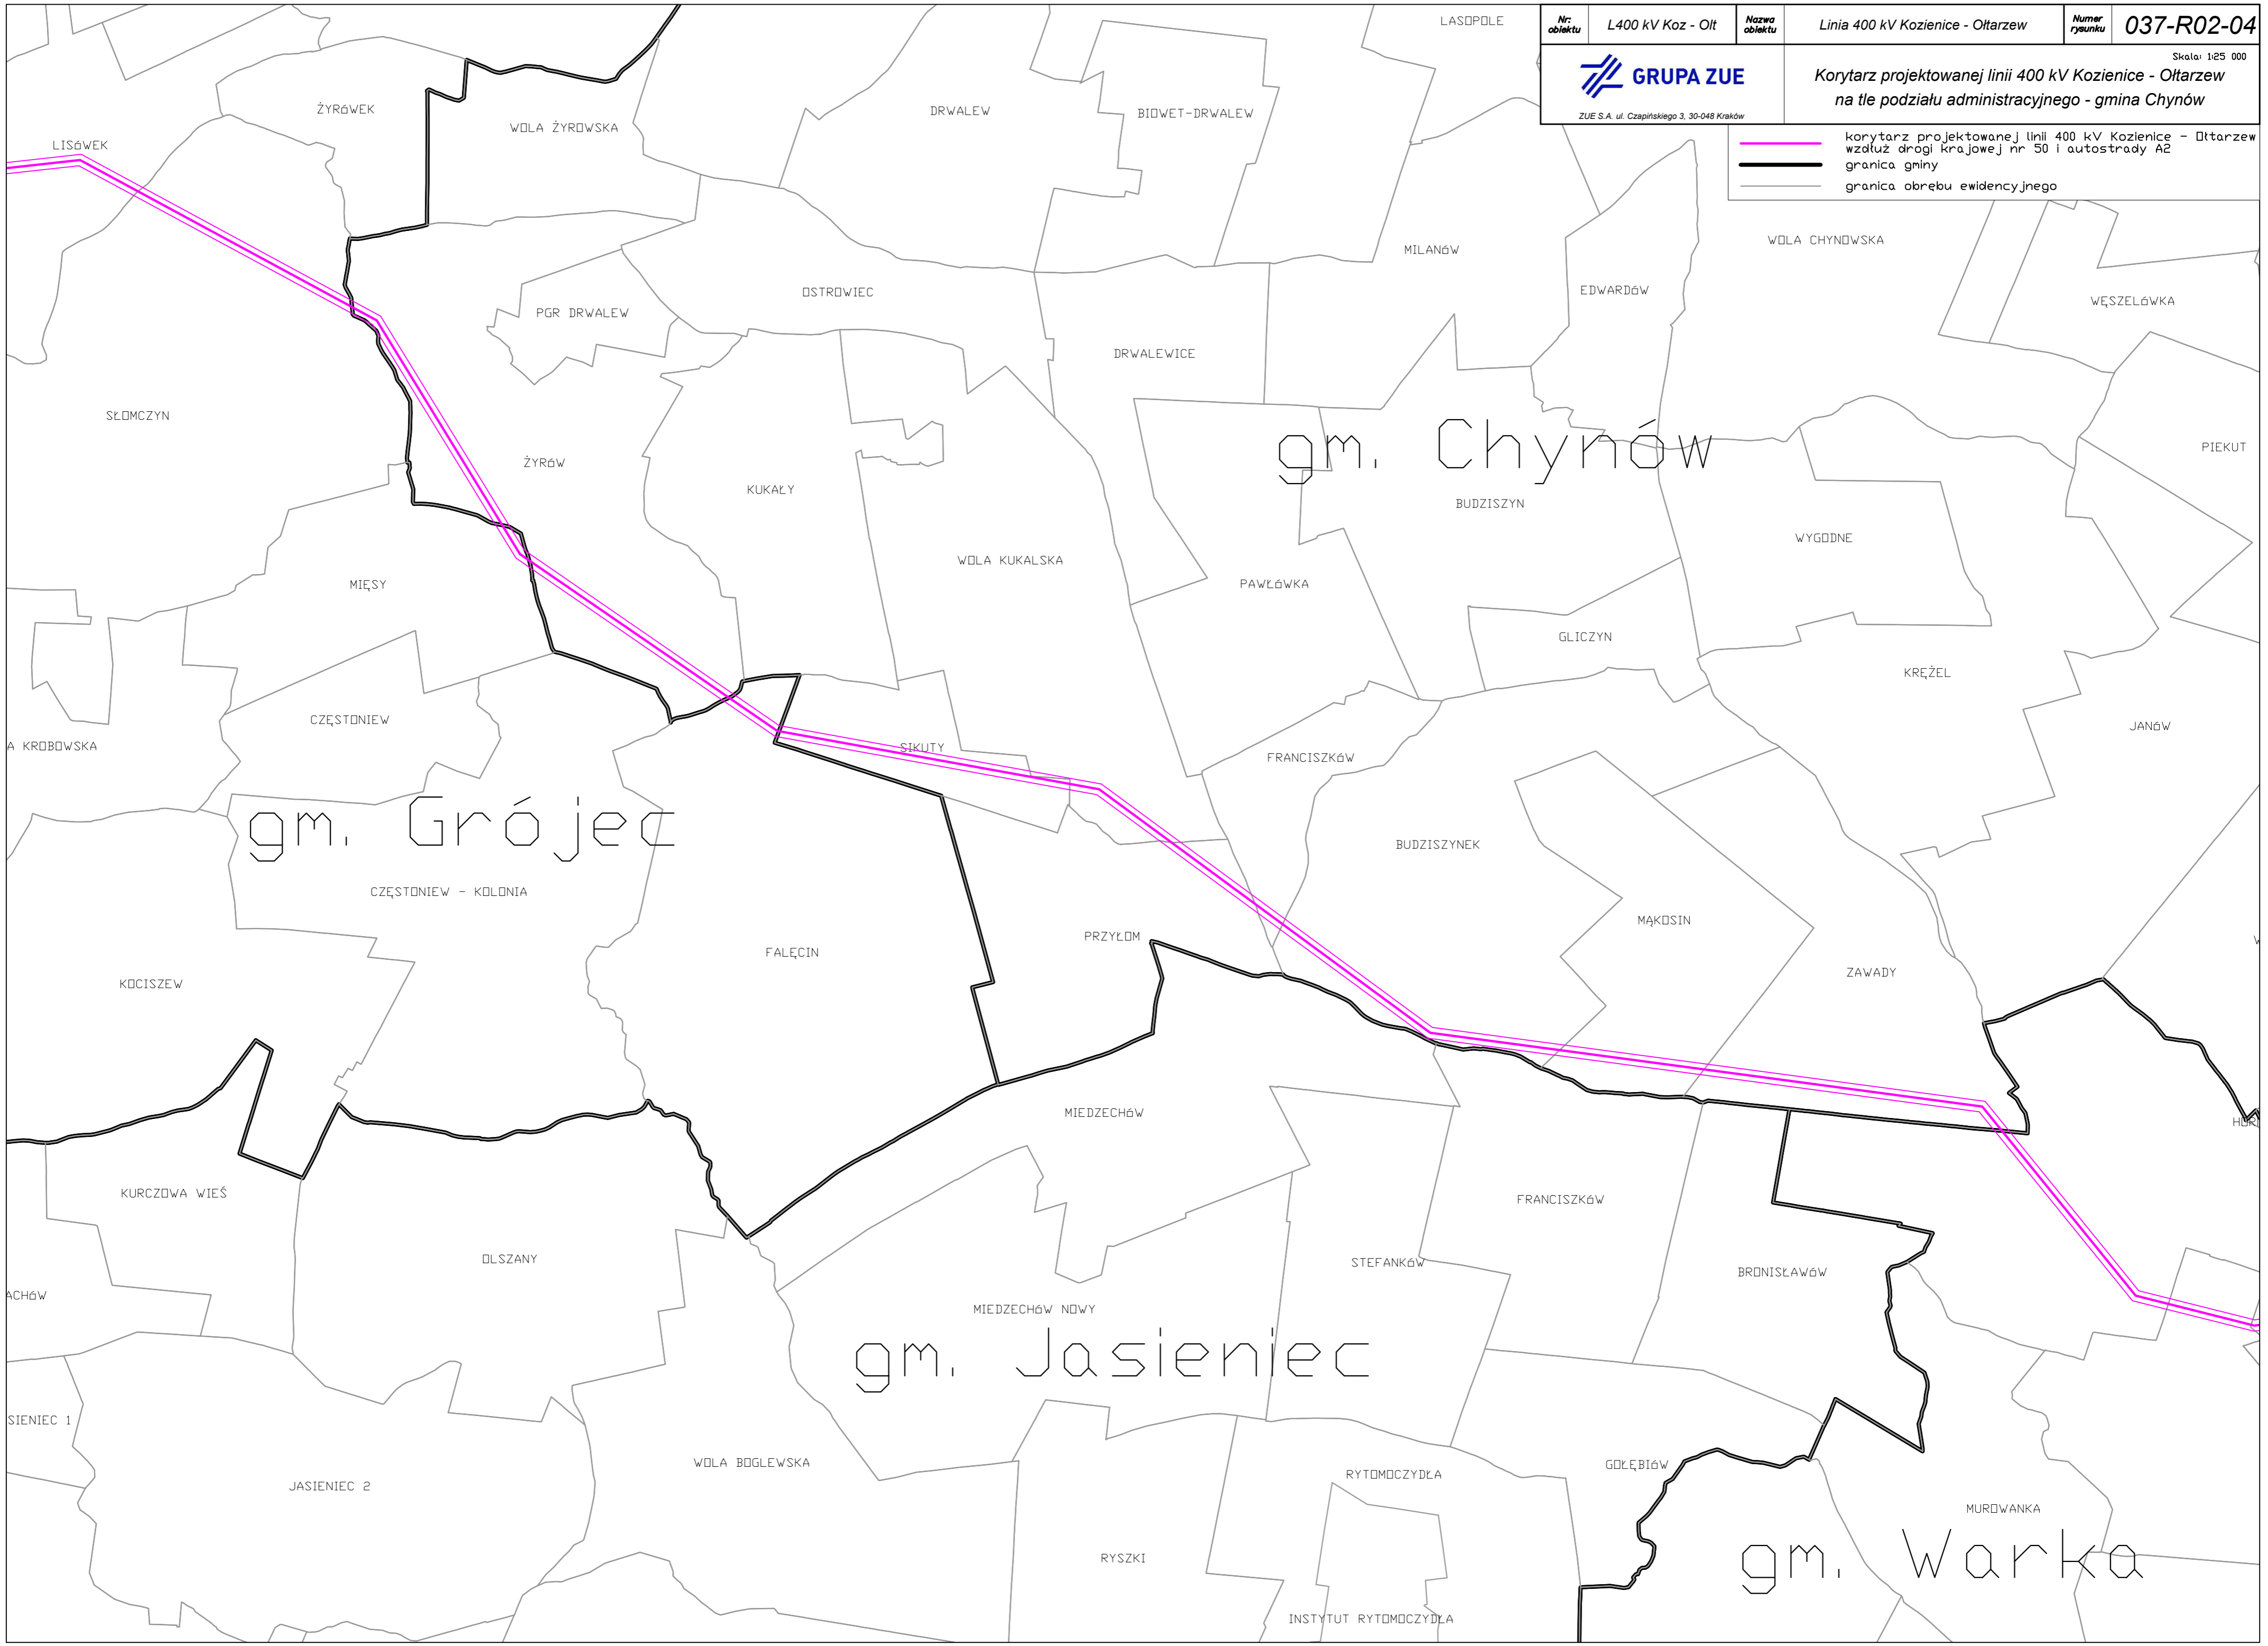 Nr:
obiektu
L400 kV Koz - Olt
Nazwa
obiektu
Linia 400 kV Kozienice - Ołtarzew
Numer
rysunku
037-R02-04
Skala: 1:25 000
GRUPA ZUE
ZUE S.A. ul. Czapińskiego 3, 30-048 Kraków
Korytarz projektowanej linii 400 kV Kozienice - Ołtarzew
na tle podziału administracyjnego - gmina Chynów
korytarz projektowanej linii 400 kV Kozienice - Ołtarzew
wzdłuż drogi krajowej nr 50 i autostrady A2
granica gminy
granica obrębu ewidencyjnego
LASOPOLE
ŻYRóWEK
WOLA ŻYROWSKA
DRWALEW
BIOWET-DRWALEW
LISóWEK
MILANóW
WOLA CHYNOWSKA
OSTROWIEC
EDWARDóW
WĘSZELóWKA
PGR DRWALEW
DRWALEWICE
SŁOMCZYN
gm. Chynów
PIEKUT
ŻYRóW
KUKAŁY
BUDZISZYN
WYGODNE
WOLA KUKALSKA
MIĘSY
PAWŁóWKA
GLICZYN
KRĘŻEL
CZĘSTONIEW
JANóW
A KROBOWSKA
SIKUTY
FRANCISZKóW
gm. Grójec
BUDZISZYNEK
CZĘSTONIEW - KOLONIA
MĄKOSIN
PRZYŁOM
FALĘCIN
ZAWADY
KOCISZEW
MIEDZECHóW
KURCZOWA WIEŚ
FRANCISZKóW
OLSZANY
STEFANKóW
BRONISŁAWóW
ACHóW
MIEDZECHóW NOWY
gm. Jasieniec
SIENIEC 1
WOLA BOGLEWSKA
GOŁĘBIóW
RYTOMOCZYDŁA
JASIENIEC 2
MUROWANKA
RYSZKI
gm. Warka
INSTYTUT RYTOMOCZYDŁA